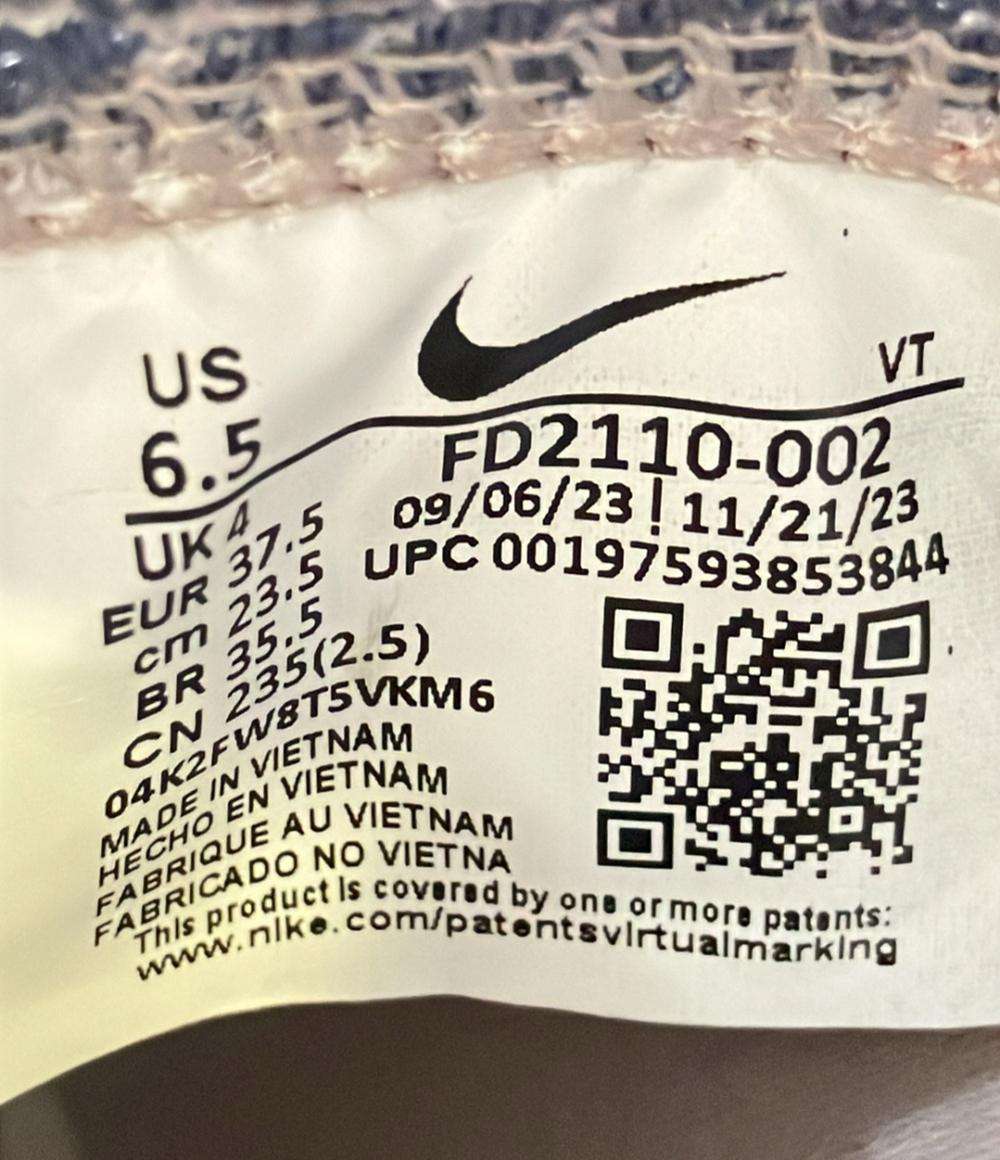 US
6.5
VT
FD2110-002
09/06/23 | 11/21/23
UPC 00197593853844
UK 4
EUR 37.5
cm 23.5
BR 35.5
CN 235(2.5)
04K2FW8T5VKM6
MADE IN VIETNAM
HECHO EN VIETNAM
FABRIQUE AU VIETNAM
FABRICADO NO VIETNA
This product is covered by one or more patents:
www.nike.com/patentsvirtualmarking